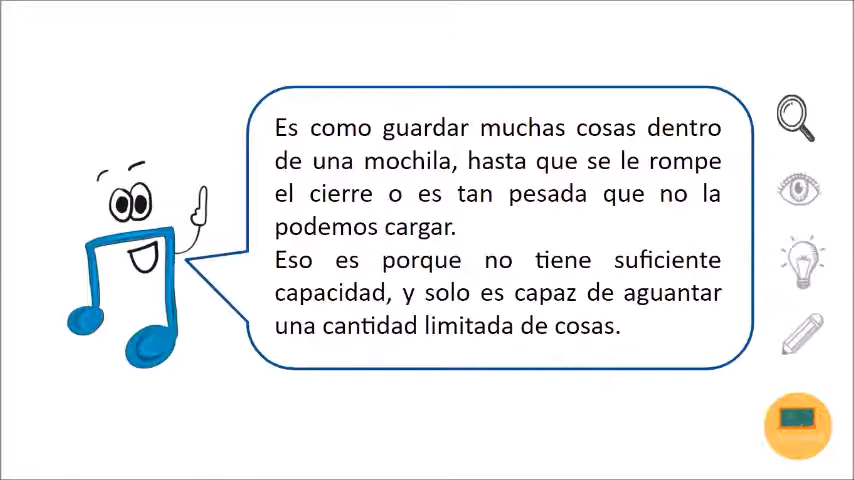 Es como guardar muchas cosas dentro
de una mochila, hasta que se le rompe
el cierre o es tan pesada que no la
podemos cargar.
Eso es porque no tiene suficiente
capacidad, y solo es capaz de aguantar
una cantidad limitada de cosas.